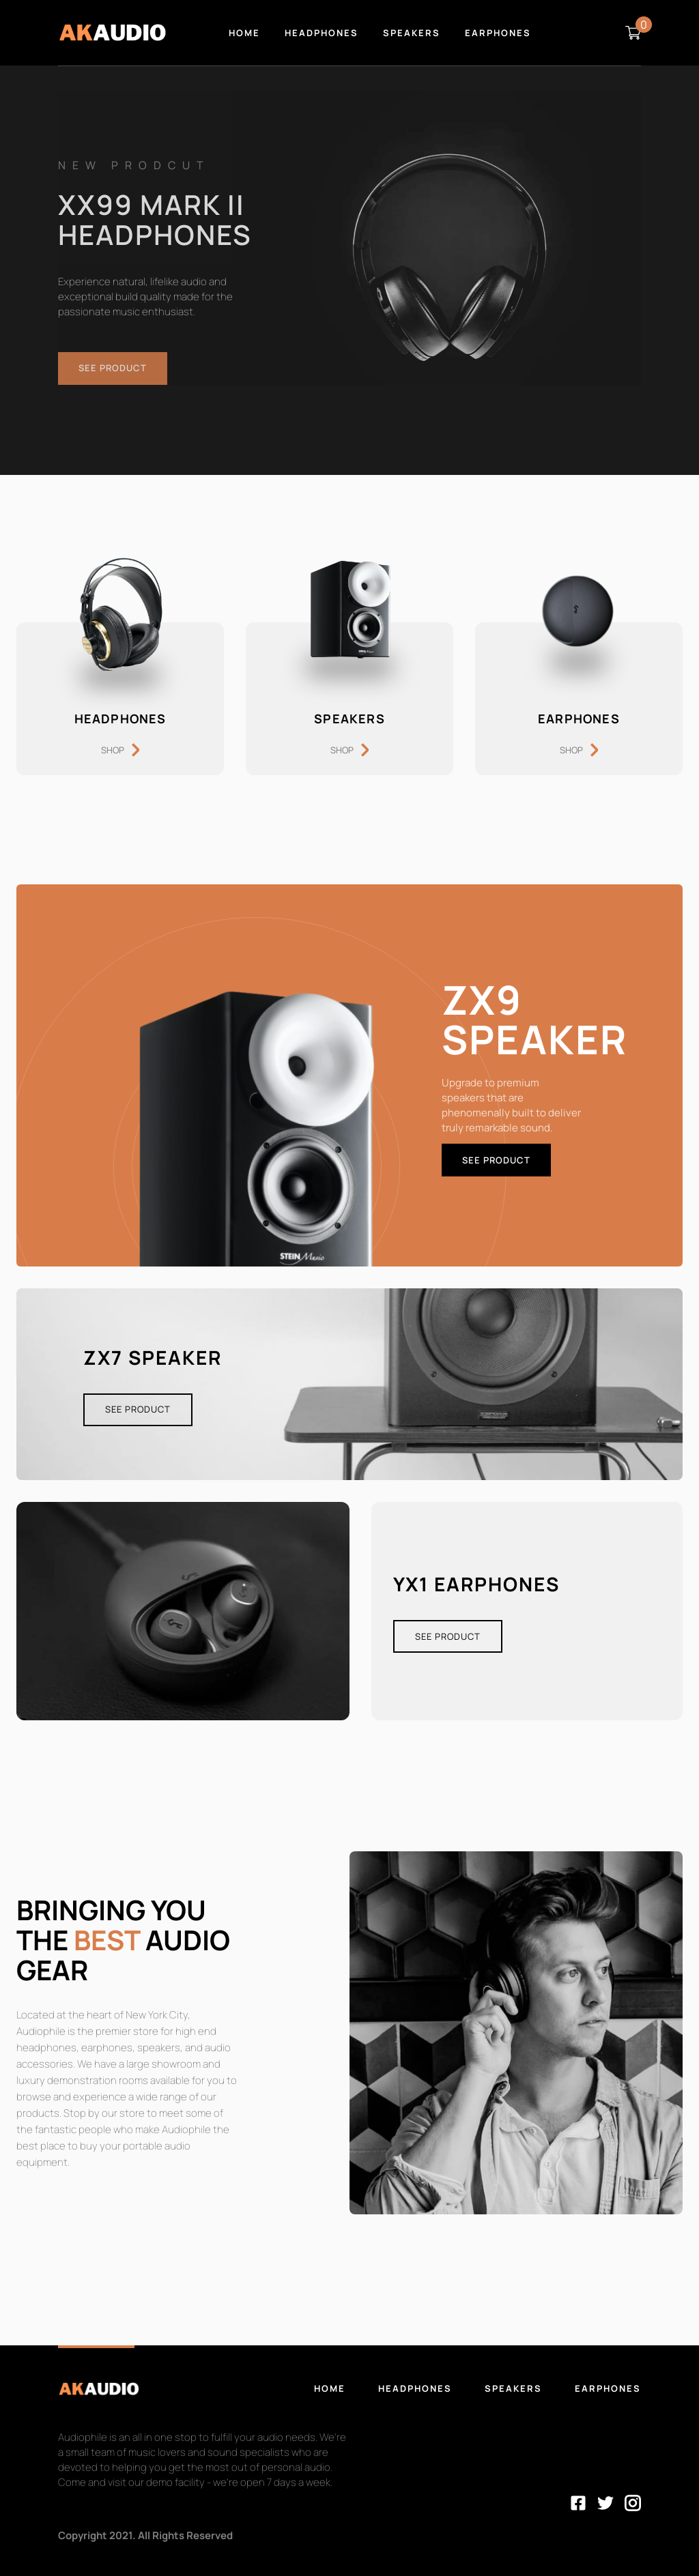 AKAUDIO
HOME HEADPHONES SPEAKERS EARPHONES
0
NEW PRODCUT
XX99 MARK II
HEADPHONES
Experience natural, lifelike audio and
exceptional build quality made for the
passionate music enthusiast.
SEE PRODUCT
HEADPHONES
SHOP
SPEAKERS
SHOP
EARPHONES
SHOP
ZX9
SPEAKER
Upgrade to premium
speakers that are
phenomenally built to deliver
truly remarkable sound.
SEE PRODUCT
STEIN Music
ZX7 SPEAKER
SEE PRODUCT
YX1 EARPHONES
SEE PRODUCT
BRINGING YOU
THE BEST AUDIO
GEAR
Located at the heart of New York City,
Audiophile is the premier store for high end
headphones, earphones, speakers, and audio
accessories. We have a large showroom and
luxury demonstration rooms available for you to
browse and experience a wide range of our
products. Stop by our store to meet some of
the fantastic people who make Audiophile the
best place to buy your portable audio
equipment.
AKAUDIO
HOME HEADPHONES SPEAKERS EARPHONES
Audiophile is an all in one stop to fulfill your audio needs. We're
a small team of music lovers and sound specialists who are
devoted to helping you get the most out of personal audio.
Come and visit our demo facility - we're open 7 days a week.
Copyright 2021. All Rights Reserved